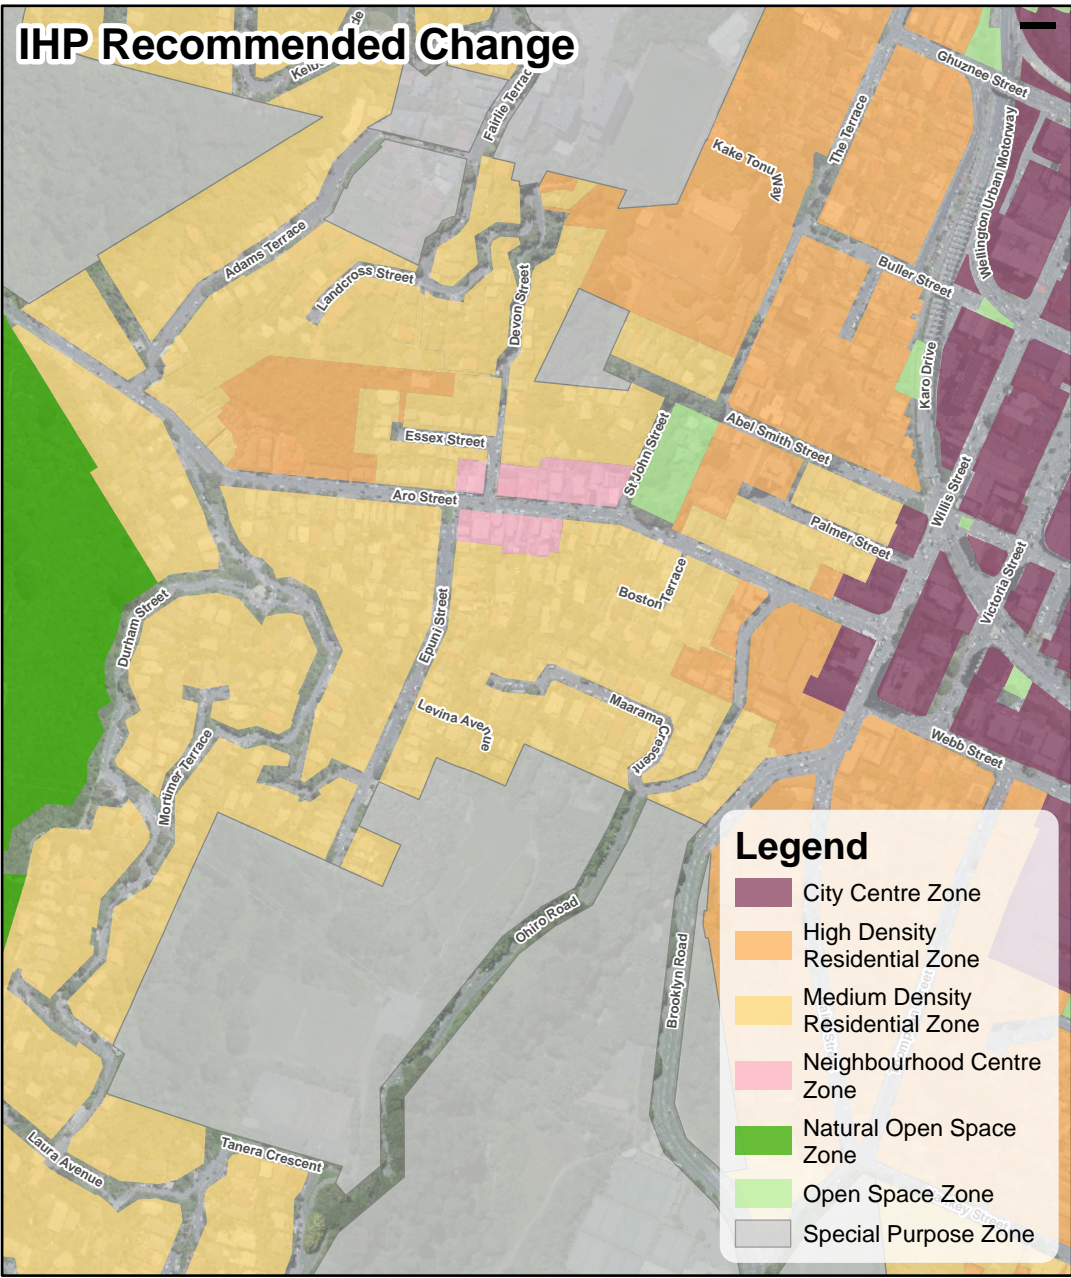 IHP Recommended Change
Fairlie Terrace
Ghuznee Street
The Terrace
Kake Tonu Way
Wellington Urban Motorway
Adams Terrace
Landcross Street
Devon Street
Buller Street
Karo Drive
Essex Street
St John Street
Abel Smith Street
Aro Street
Willis Street
Palmer Street
Victoria Street
Boston Terrace
Durham Street
Epuni Street
Levina Avenue
Maarama Crescent
Mortimer Terrace
Webb Street
Ohiro Road
Brooklyn Road
Laura Avenue
Tanera Crescent
Legend
City Centre Zone
High Density
Residential Zone
Medium Density
Residential Zone
Neighbourhood Centre
Zone
Natural Open Space
Zone
Open Space Zone
Special Purpose Zone